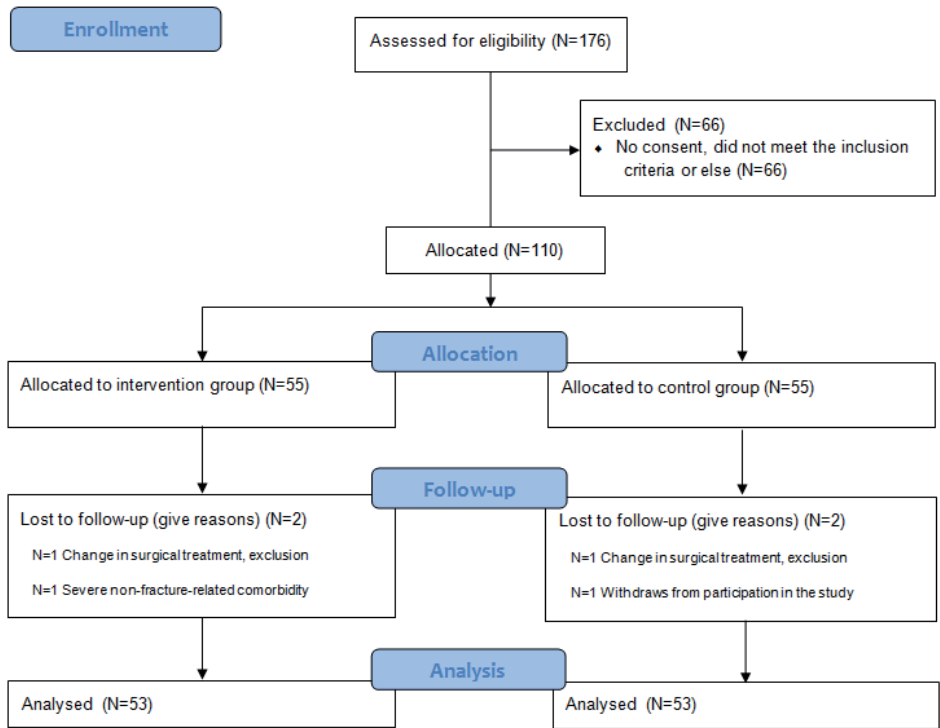 Enrollment
Assessed for eligibility (N=176)
Excluded (N=66)
♦ No consent, did not meet the inclusion
criteria or else (N=66)
Allocated (N=110)
Allocation
Allocated to intervention group (N=55)
Allocated to control group (N=55)
Follow-up
Lost to follow-up (give reasons) (N=2)
N=1 Change in surgical treatment, exclusion
N=1 Severe non-fracture-related comorbidity
Lost to follow-up (give reasons) (N=2)
N=1 Change in surgical treatment, exclusion
N=1 Withdraws from participation in the study
Analysis
Analysed (N=53)
Analysed (N=53)